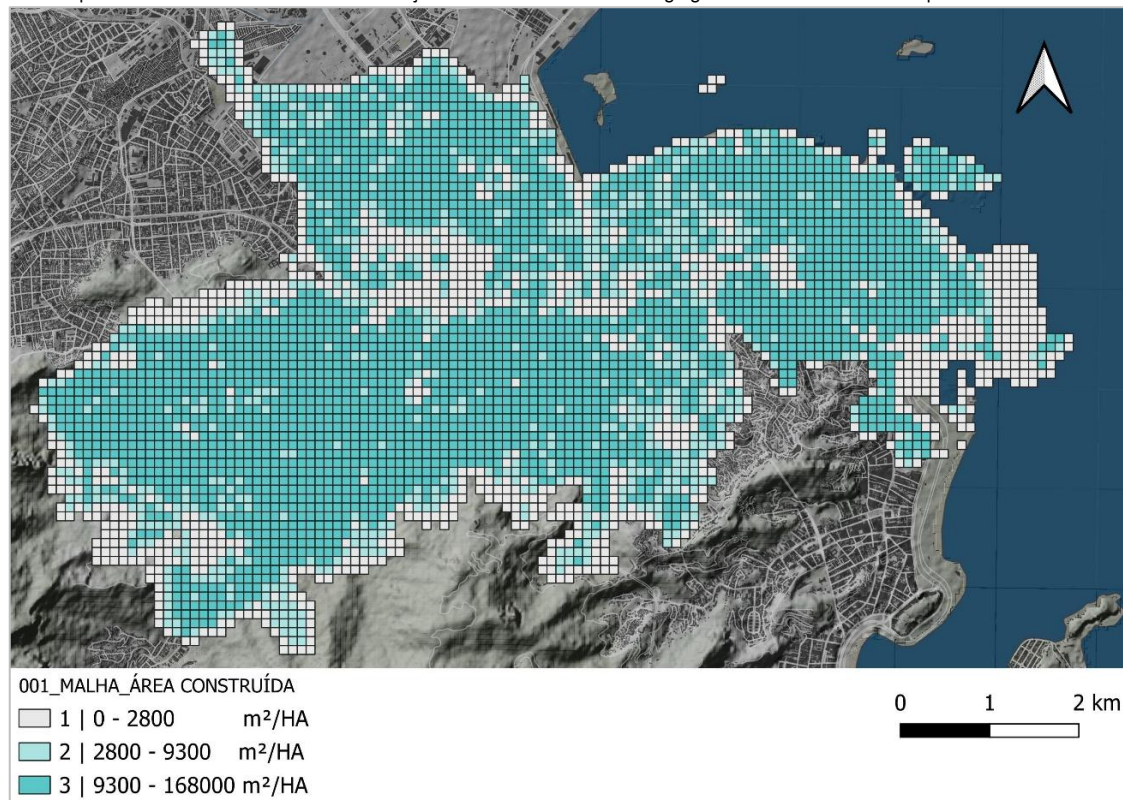 001_MALHA_ÁREA CONSTRUÍDA
1 | 0 - 2800 m²/HA
2 | 2800 - 9300 m²/HA
3 | 9300 - 168000 m²/HA
0 1 2 km